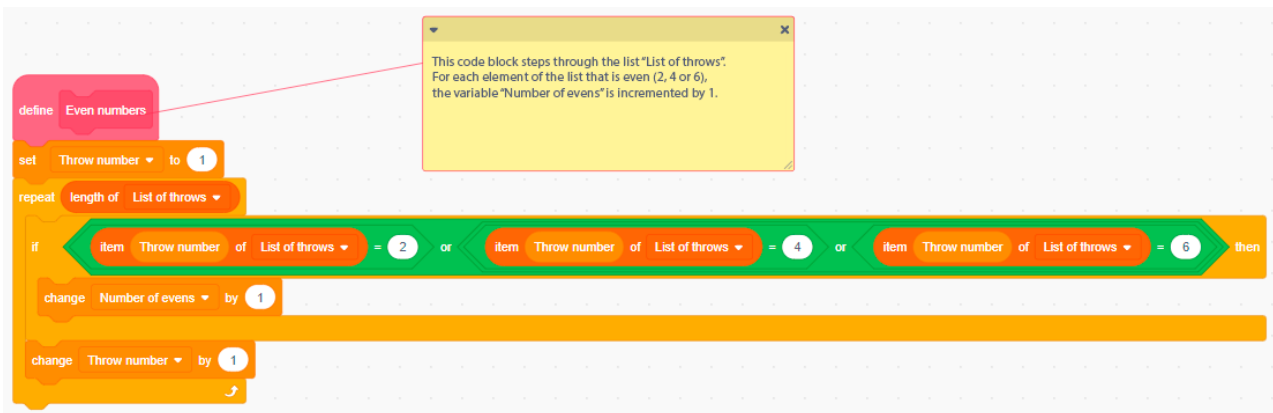 This code block steps through the list “List of throws”.
For each element of the list that is even (2, 4 or 6),
the variable “Number of evens” is incremented by 1.
define Even numbers
set Throw number to 1
repeat length of List of throws
if item Throw number of List of throws = 2 or item Throw number of List of throws = 4 or item Throw number of List of throws = 6 then
change Number of evens by 1
change Throw number by 1